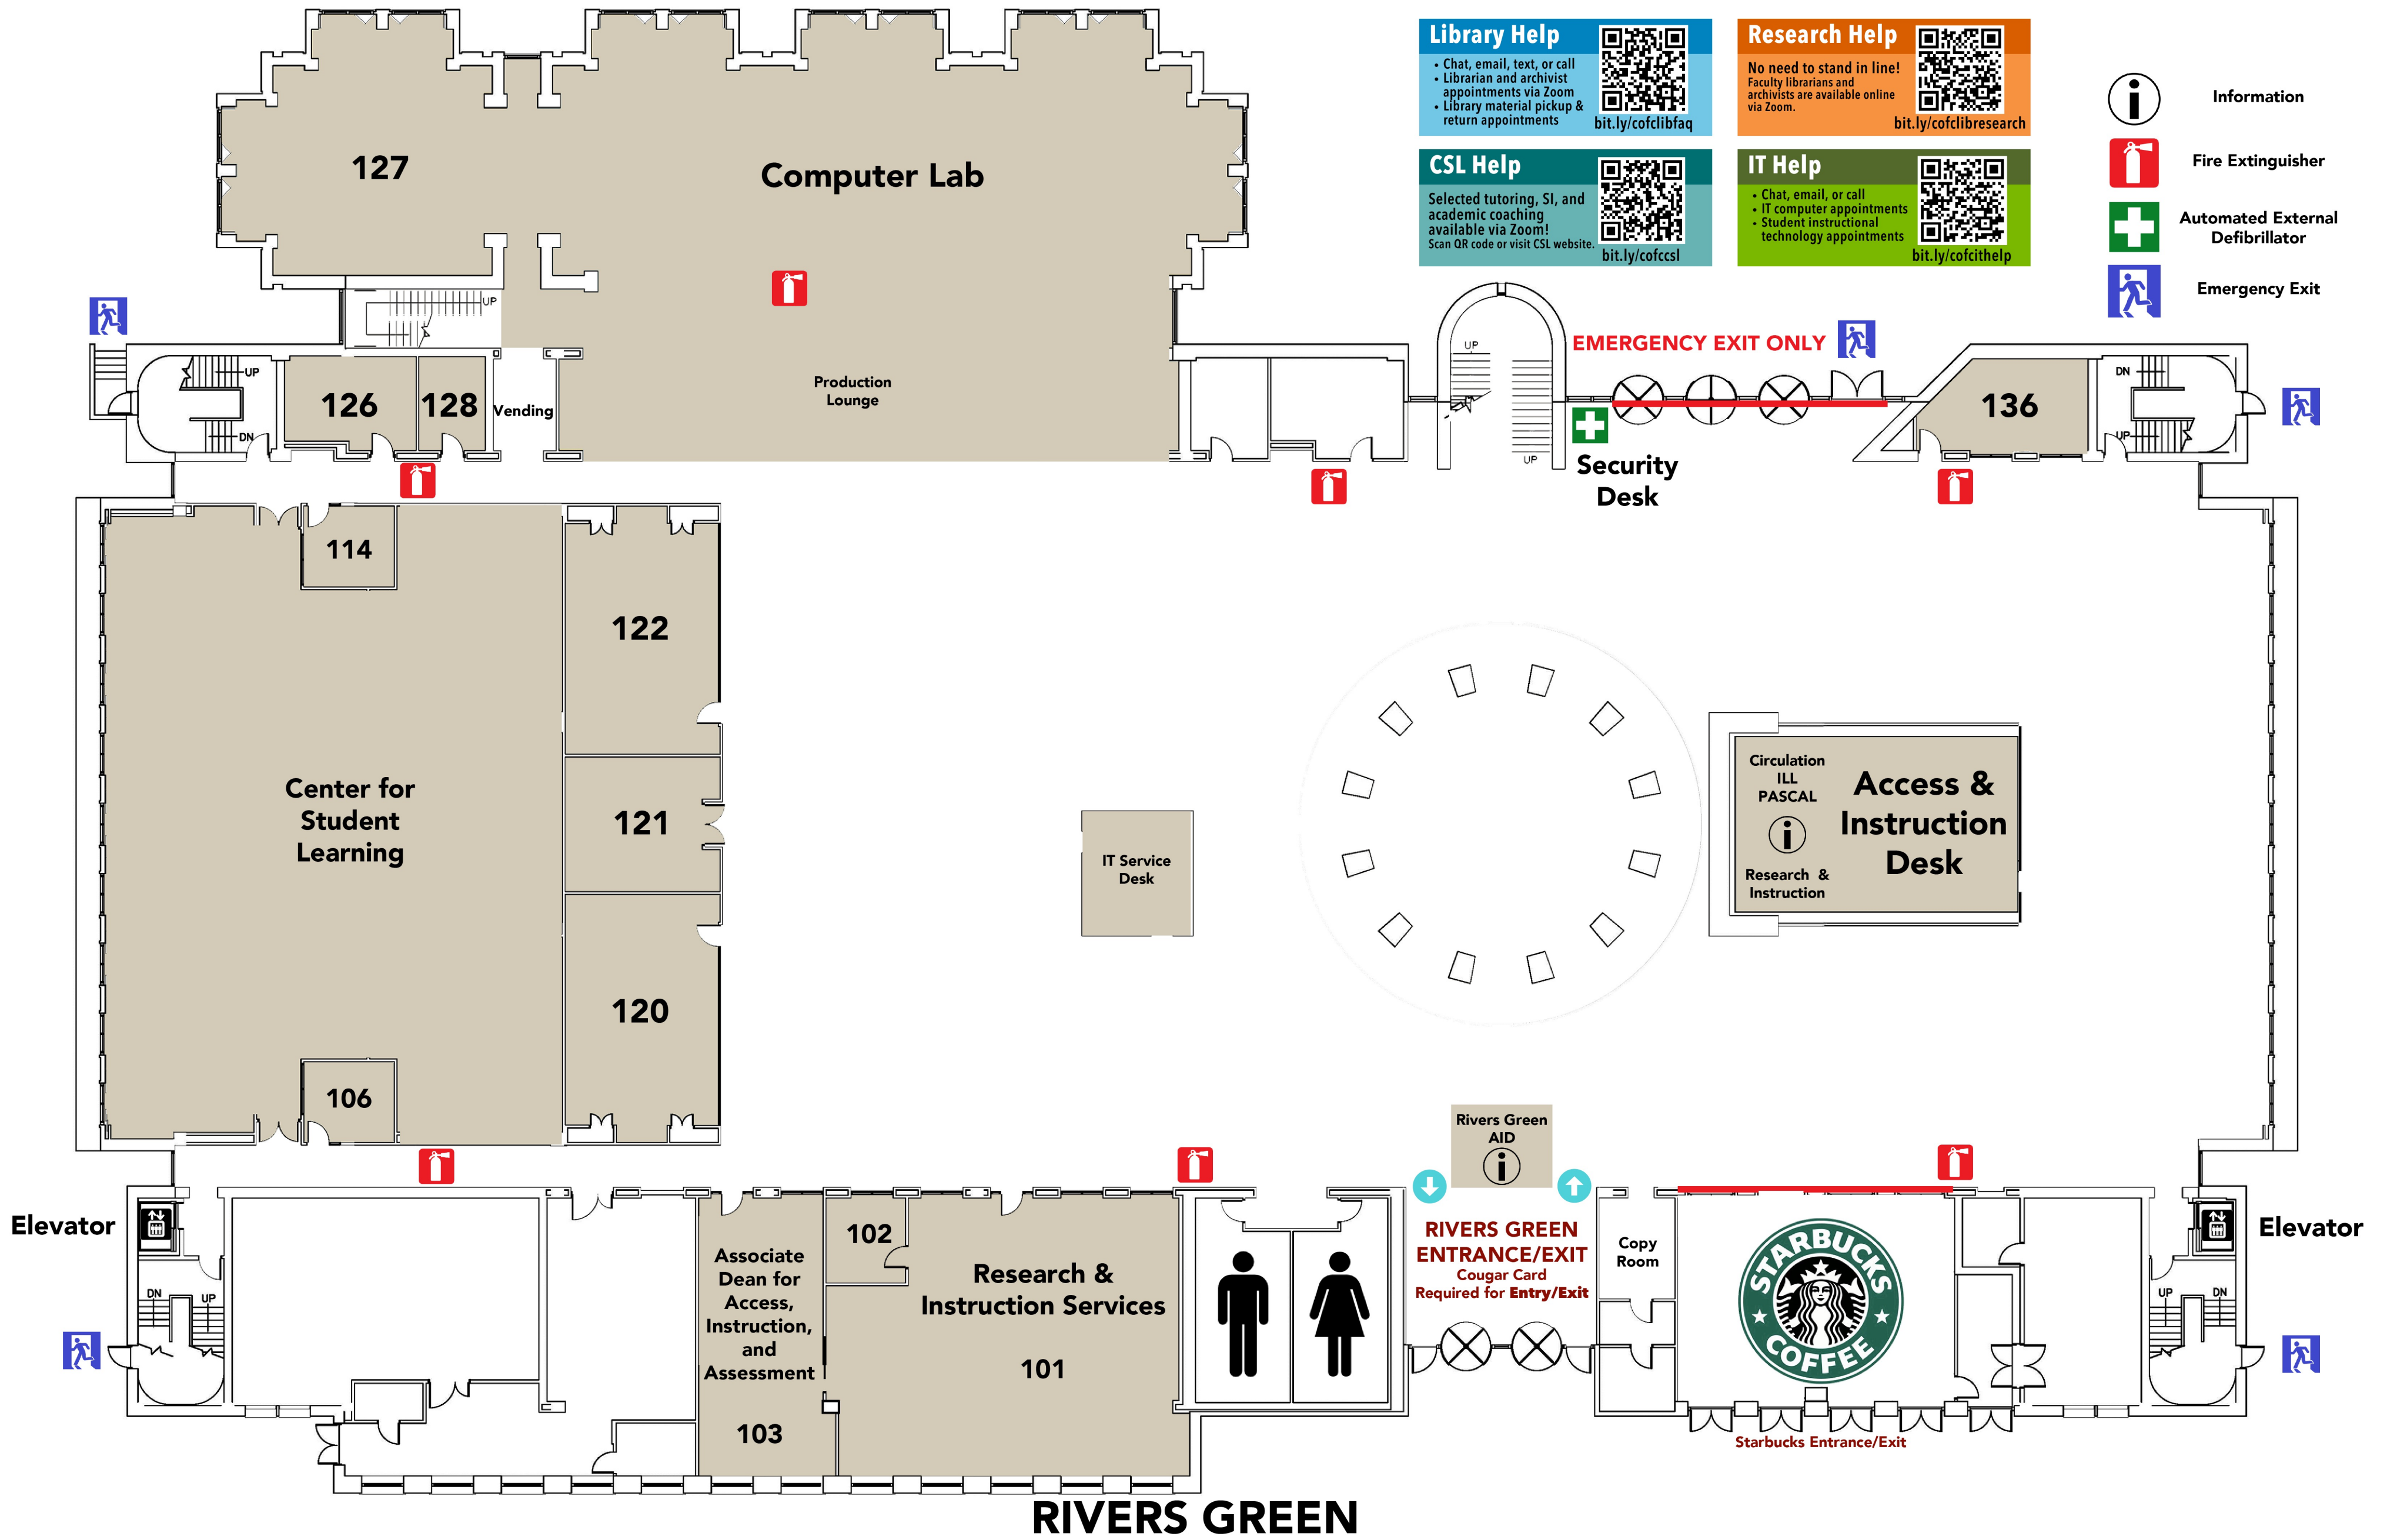 Library Help
• Chat, email, text, or call
• Librarian and archivist
appointments via Zoom
• Library material pickup &
return appointments
bit.ly/cofclibfaq
Research Help
No need to stand in line!
Faculty librarians and
archivists are available online
via Zoom.
bit.ly/cofclibresearch
CSL Help
Selected tutoring, SI, and
academic coaching
available via Zoom!
Scan QR code or visit CSL website.
bit.ly/cofccsl
IT Help
• Chat, email, or call
• IT computer appointments
• Student instructional
technology appointments
bit.ly/cofcithelp
Information
Fire Extinguisher
Automated External
Defibrillator
Emergency Exit
127
Computer Lab
UP
UP
DN
126
128
Vending
Production
Lounge
UP
UP
EMERGENCY EXIT ONLY
Security
Desk
136
DN
UP
114
122
Center for
Student
Learning
121
120
106
IT Service
Desk
Circulation
ILL
PASCAL
Research &
Instruction
Access &
Instruction
Desk
Rivers Green
AID
Elevator
DN
UP
Associate
Dean for
Access,
Instruction,
and
Assessment
103
102
Research &
Instruction Services
101
RIVERS GREEN
ENTRANCE/EXIT
Cougar Card
Required for Entry/Exit
Copy
Room
STARBUCKS
COFFEE
Starbucks Entrance/Exit
UP
DN
Elevator
RIVERS GREEN